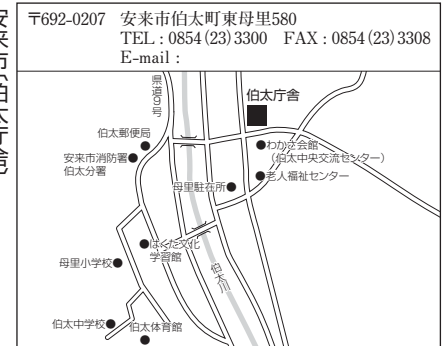 安来市伯太庁舎
〒692-0207 安来市伯太町東母里580
TEL : 0854(23)3300 FAX : 0854(23)3308
E-mail :
県道9号
伯太庁舎
伯太郵便局
安来市消防署
伯太分署
わかさ会館
(伯太中央交流センター)
老人福祉センター
母里駐在所
はくた文化
学習館
母里小学校
伯太川
伯太中学校
伯太体育館